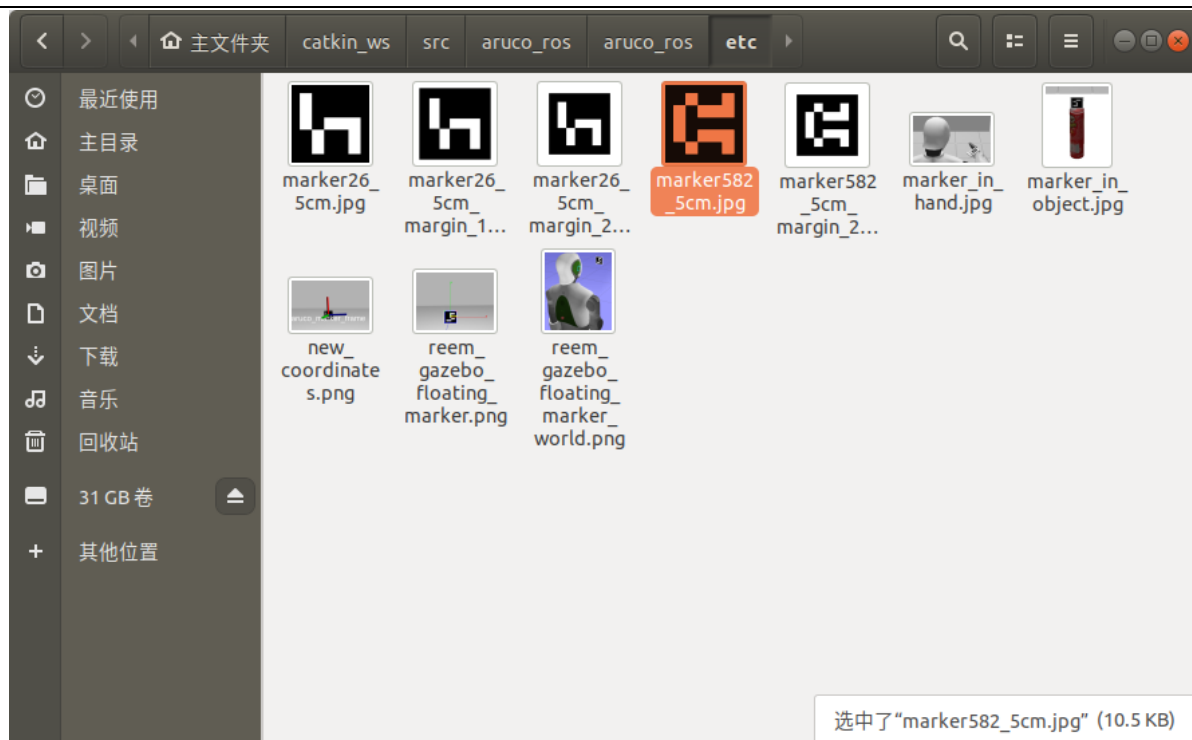 主文件夹 catkin_ws src aruco_ros aruco_ros etc
最近使用
主目录
桌面
视频
图片
文档
下载
音乐
回收站
31 GB 卷
其他位置
marker26_
5cm.jpg
marker26_
5cm_
margin_1...
marker26_
5cm_
margin_2...
marker582
_5cm.jpg
marker582
_5cm_
margin_2...
marker_in_
hand.jpg
marker_in_
object.jpg
new_
coordinate
s.png
reem_
gazebo_
floating_
marker.png
reem_
gazebo_
floating_
marker_
world.png
选中了“marker582_5cm.jpg” (10.5 KB)